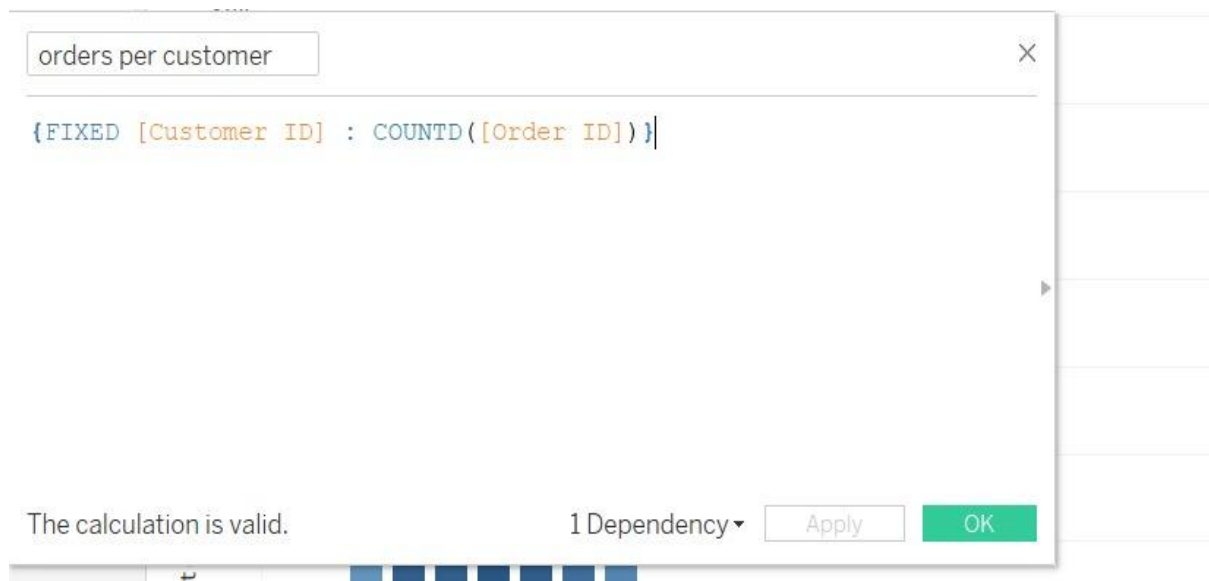 orders per customer
{FIXED [Customer ID] : COUNTD([Order ID])}
The calculation is valid.
1 Dependency
Apply
OK